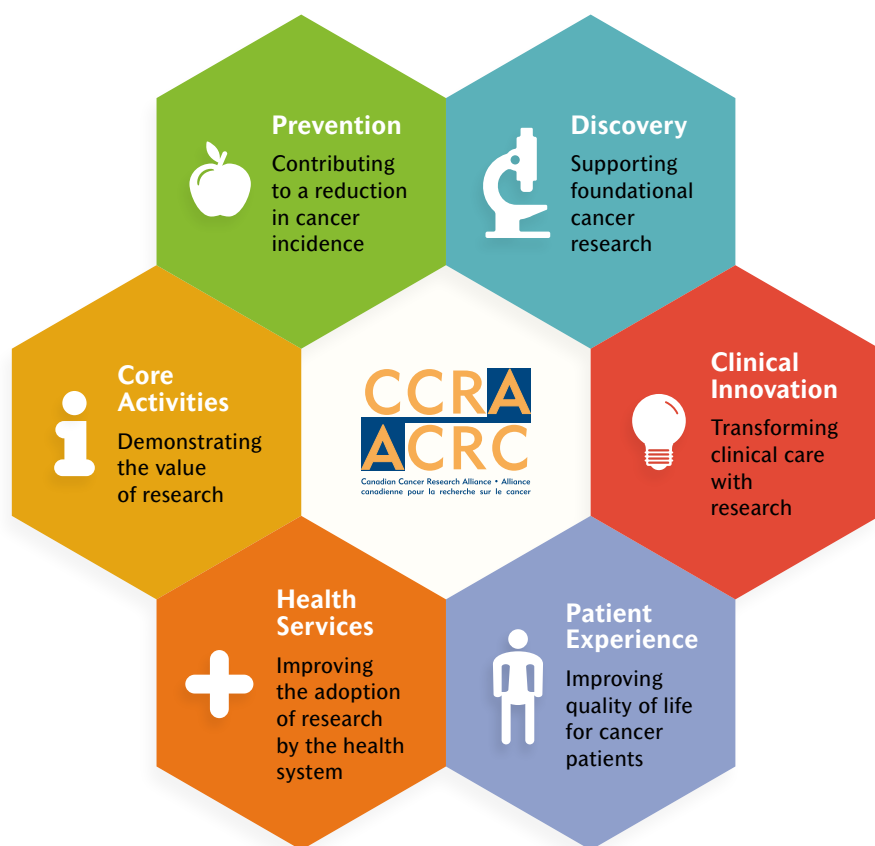 Prevention
Contributing
to a reduction
in cancer
incidence
Discovery
Supporting
foundational
cancer
research
Core
Activities
Demonstrating
the value
of research
CCRA
ACRC
Canadian Cancer Research Alliance • Alliance
canadienne pour la recherche sur le cancer
Clinical
Innovation
Transforming
clinical care
with
research
Health
Services
Improving
the adoption
of research
by the health
system
Patient
Experience
Improving
quality of life
for cancer
patients